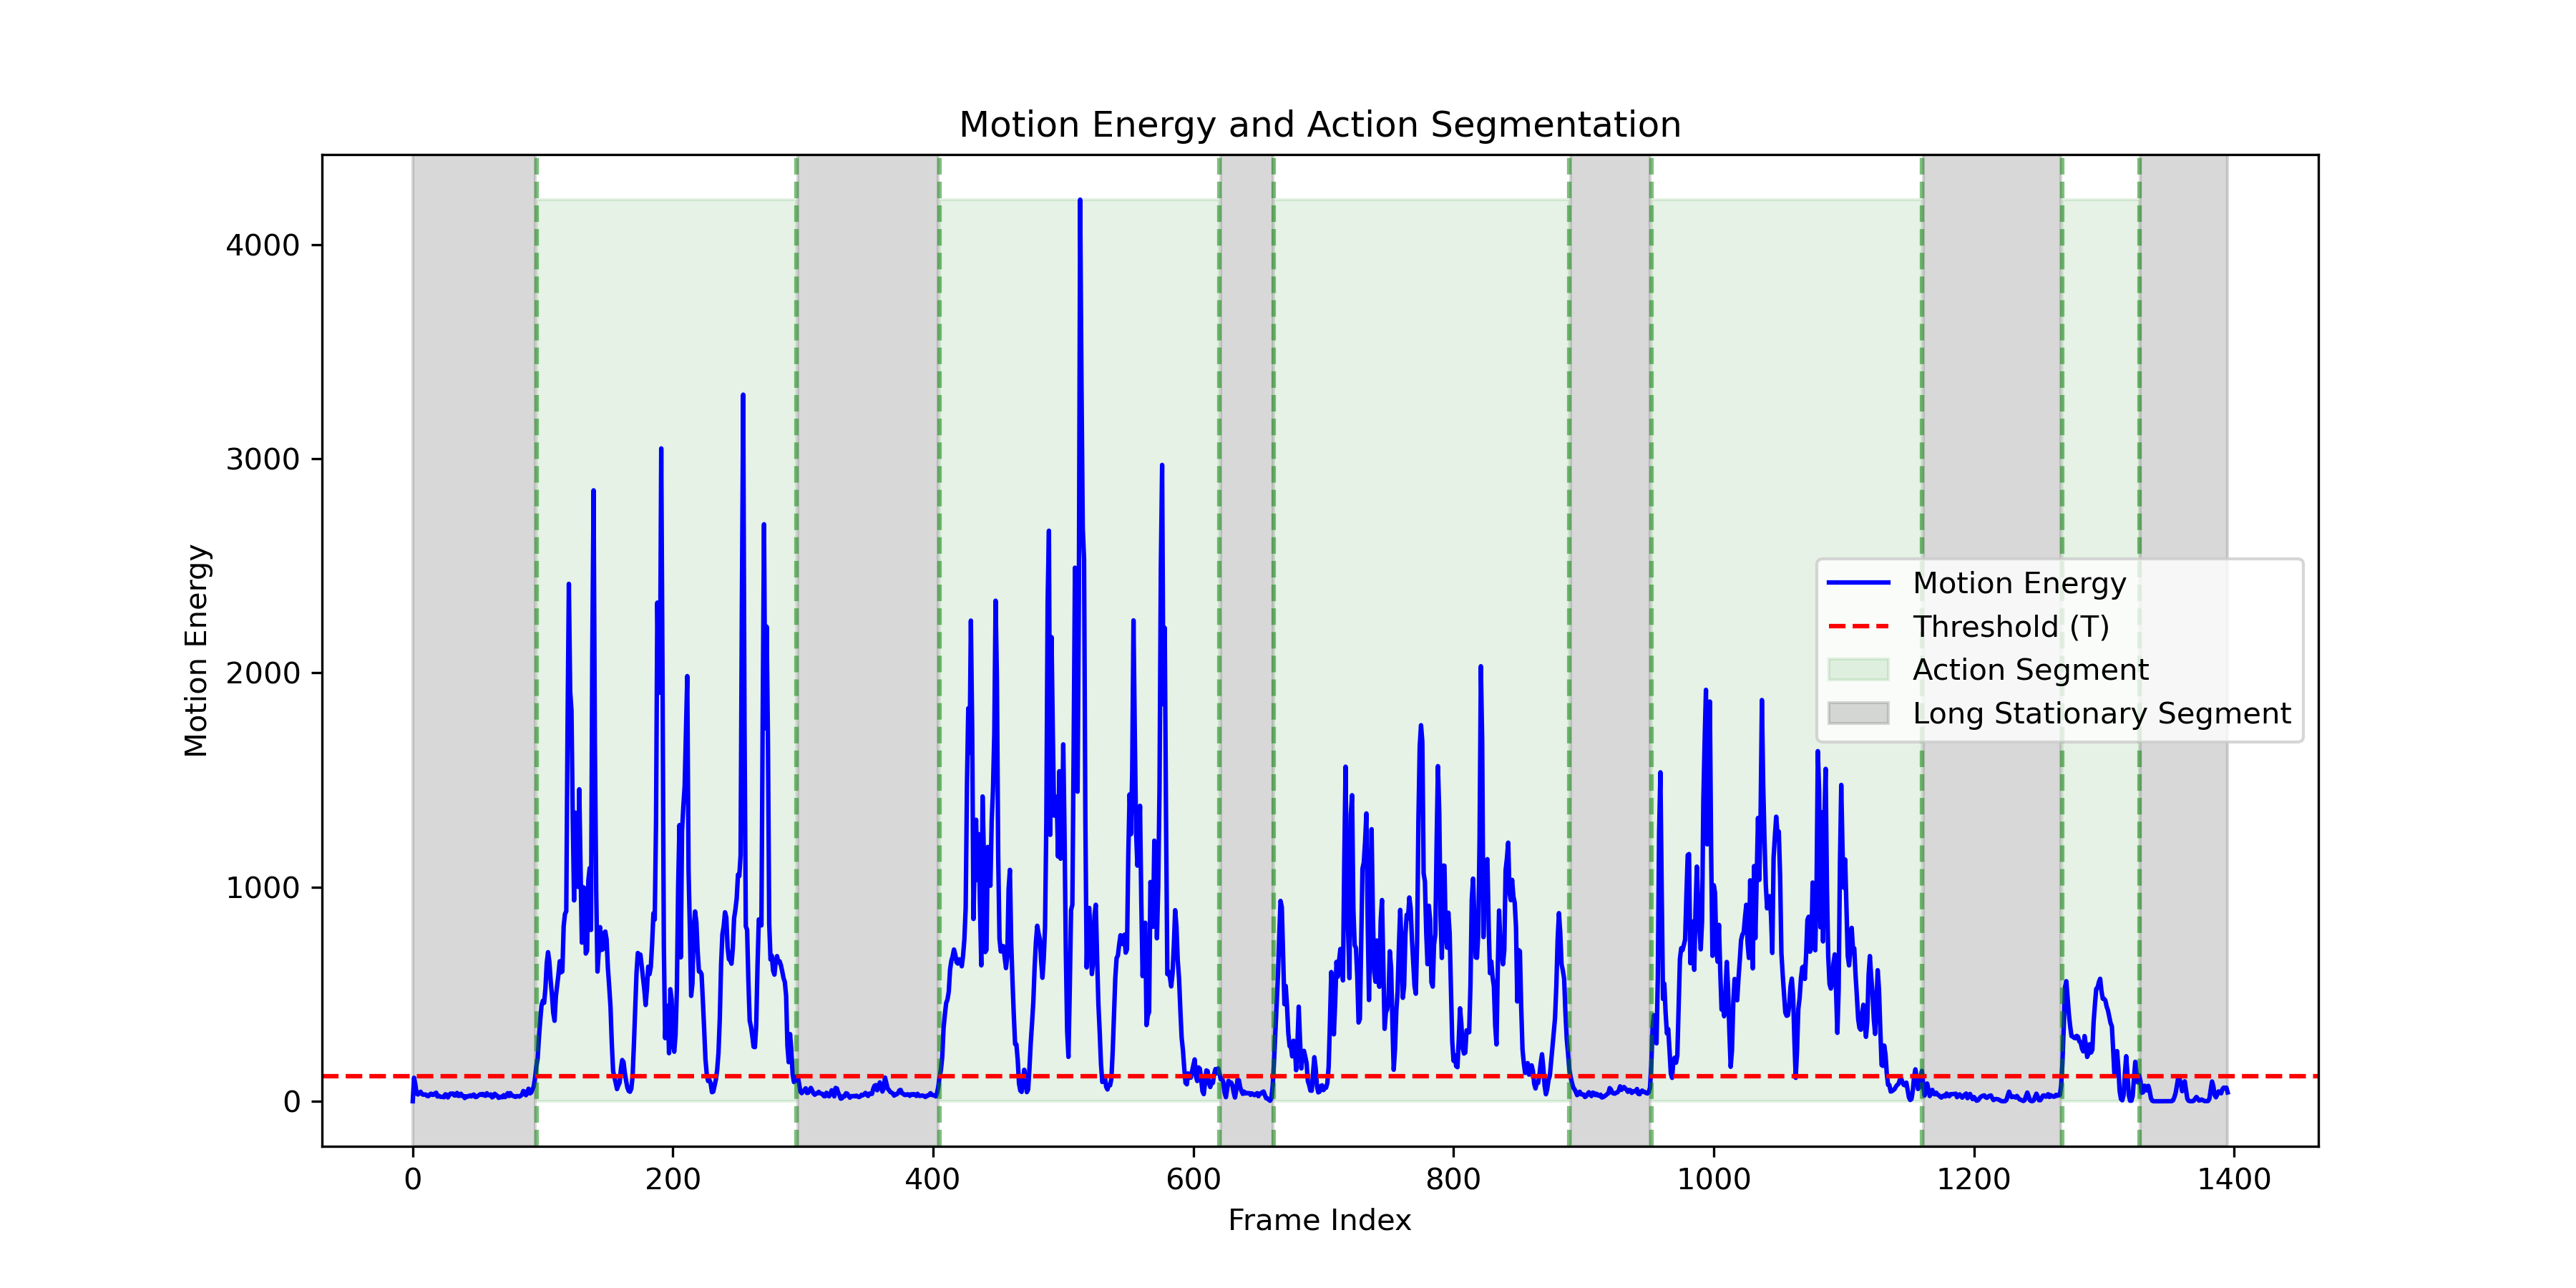 Motion Energy and Action Segmentation
4000
3000
2000
1000
0
Motion Energy
Motion Energy
Threshold (T)
Action Segment
Long Stationary Segment
0 200 400 600 800 1000 1200 1400
Frame Index